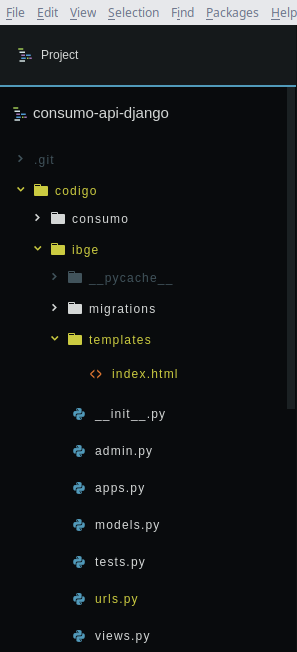 File Edit View Selection Find Packages Help
Project
consumo-api-django
.git
codigo
consumo
ibge
__pycache__
migrations
templates
index.html
__init__.py
admin.py
apps.py
models.py
tests.py
urls.py
views.py